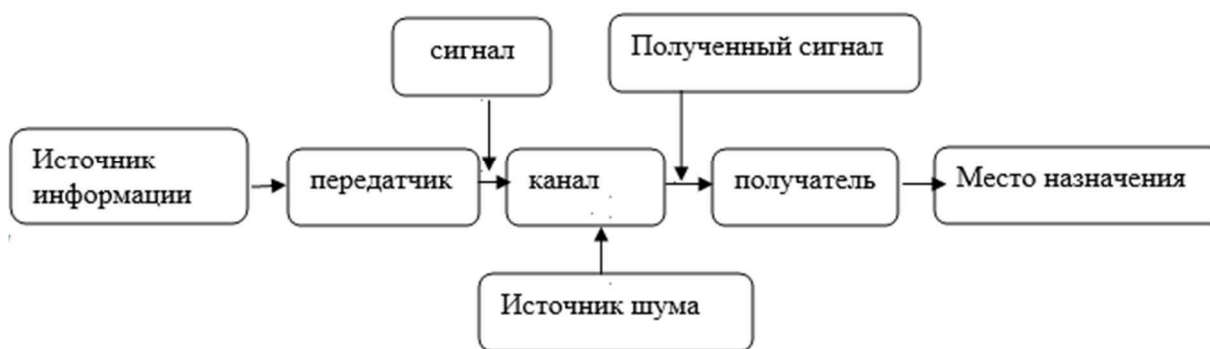 сигнал
Полученный сигнал
Источник
информации
передатчик
канал
получатель
Место назначения
Источник шума